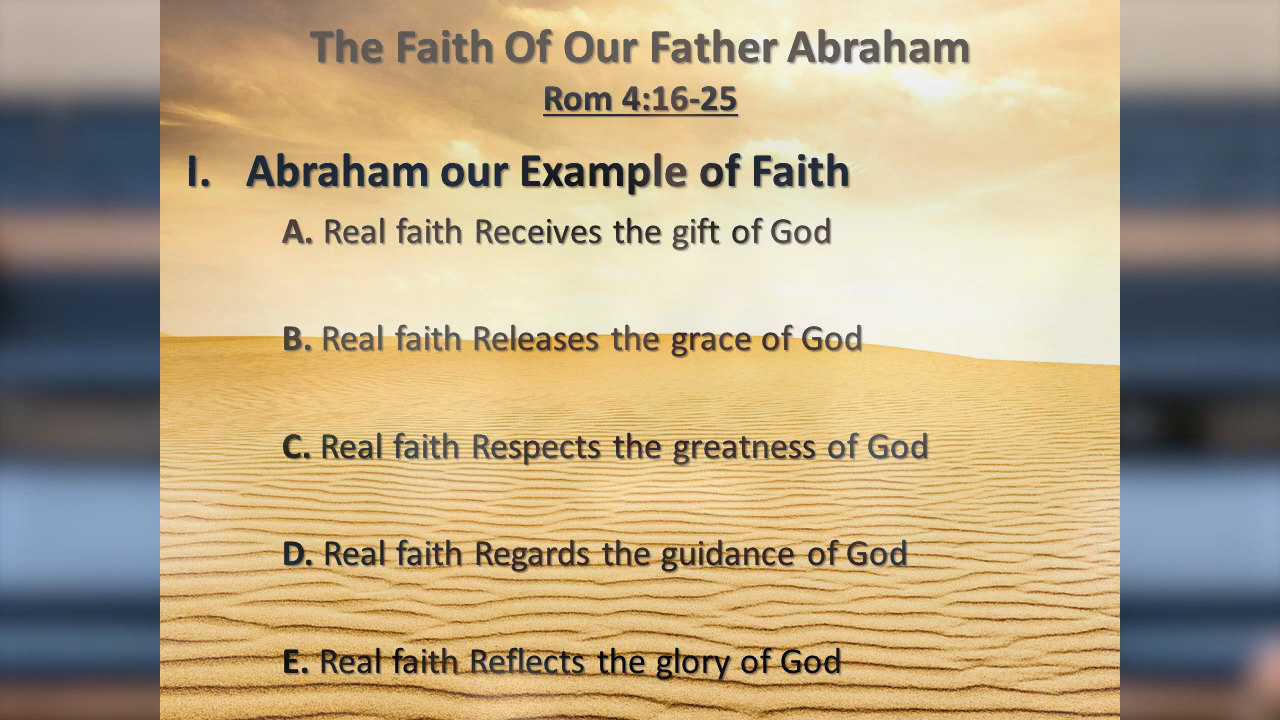 The Faith Of Our Father Abraham
Rom 4:16-25
I. Abraham our Example of Faith
A. Real faith Receives the gift of God
B. Real faith Releases the grace of God
C. Real faith Respects the greatness of God
D. Real faith Regards the guidance of God
E. Real faith Reflects the glory of God